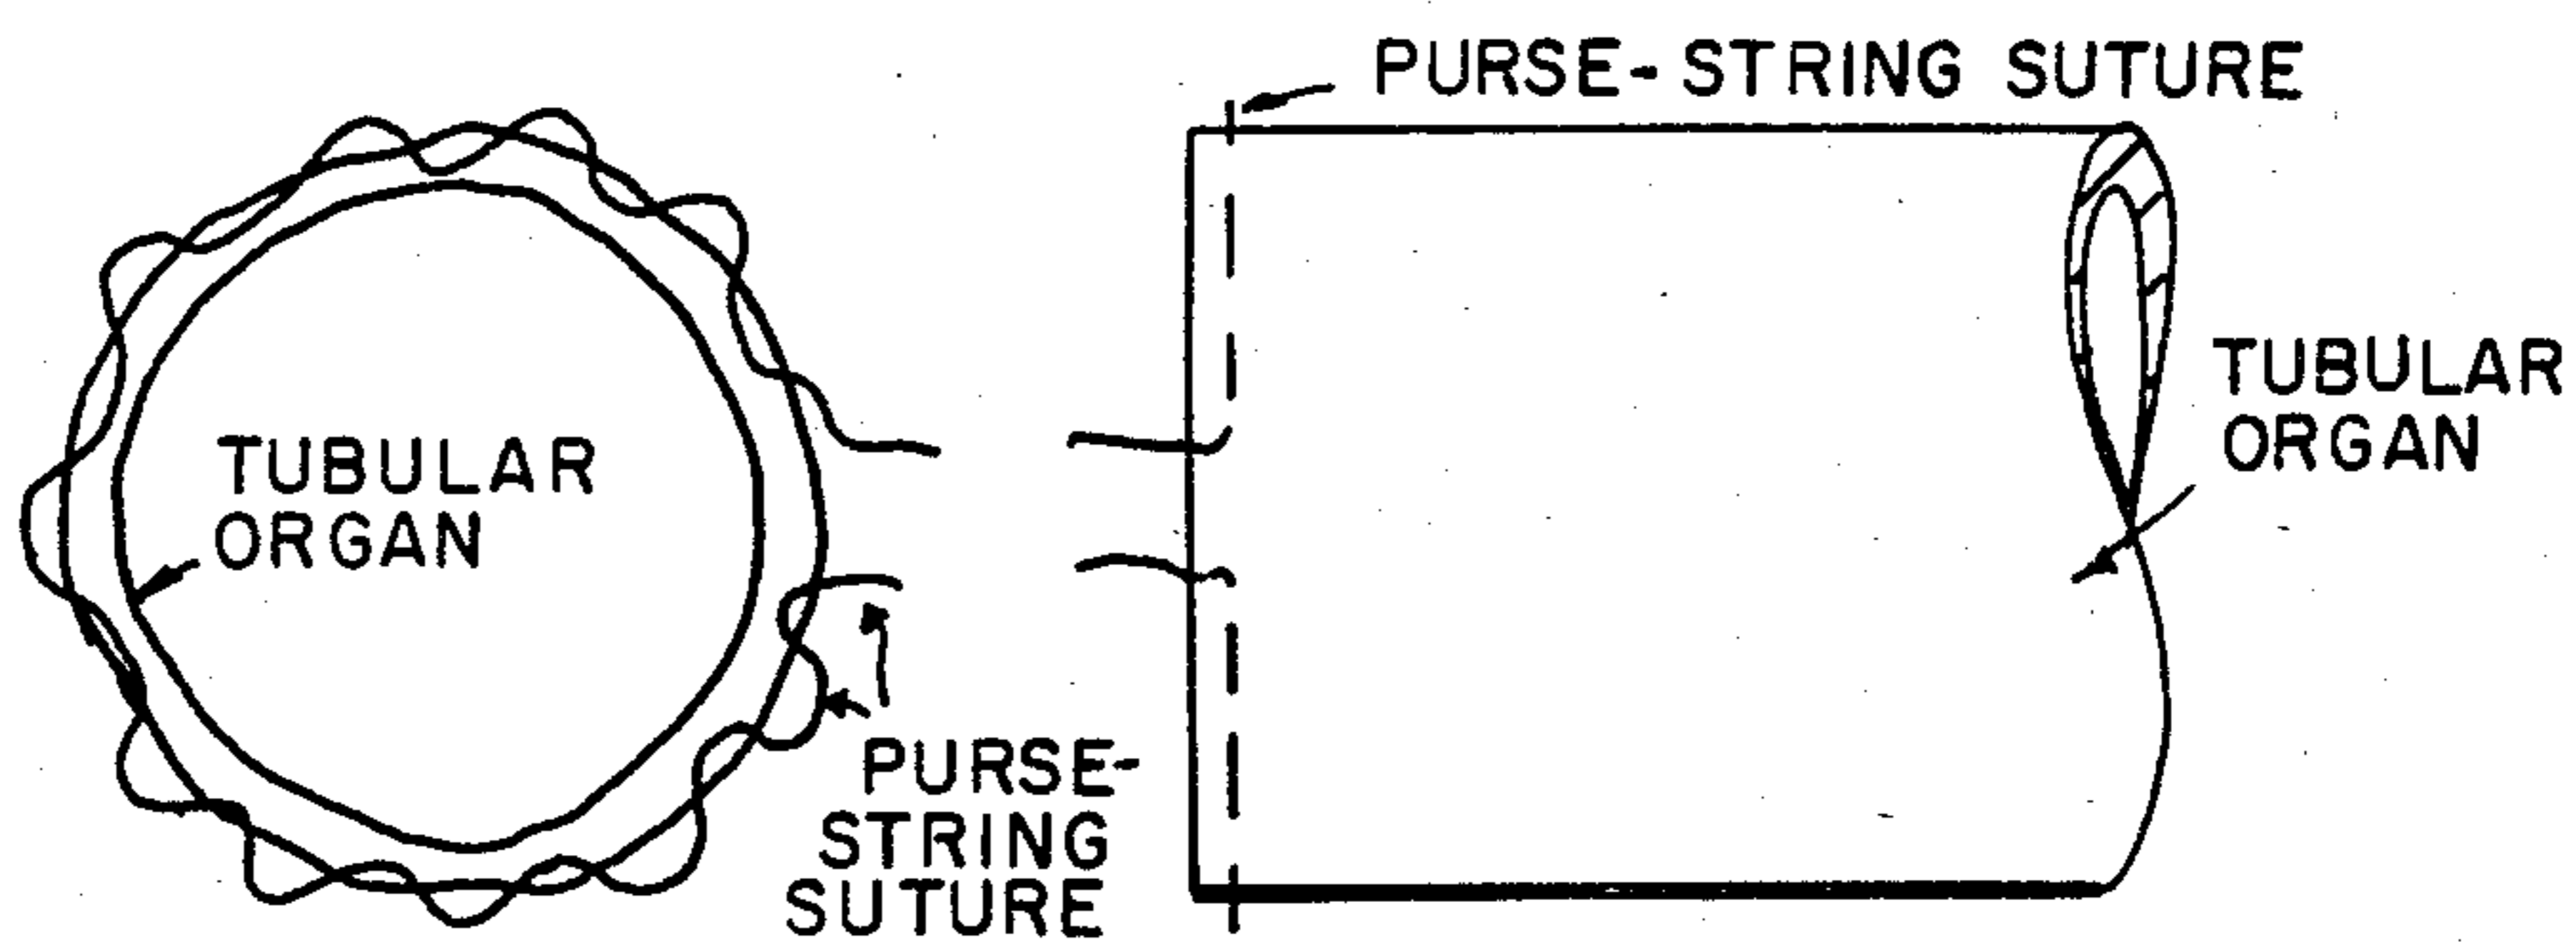 PURSE-STRING SUTURE
TUBULAR
ORGAN
TUBULAR
ORGAN
PURSE-
STRING
SUTURE